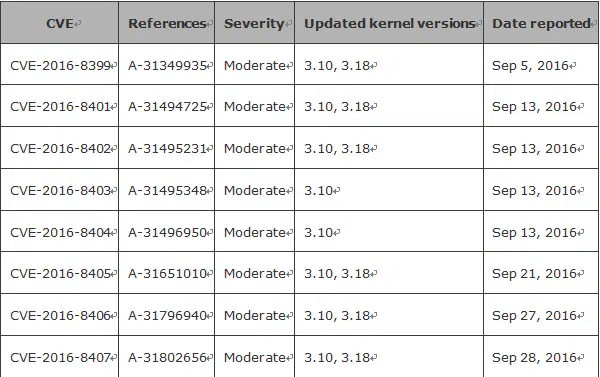 CVE References Severity Updated kernel versions Date reported
CVE-2016-8399 A-31349935 Moderate 3.10, 3.18 Sep 5, 2016
CVE-2016-8401 A-31494725 Moderate 3.10, 3.18 Sep 13, 2016
CVE-2016-8402 A-31495231 Moderate 3.10, 3.18 Sep 13, 2016
CVE-2016-8403 A-31495348 Moderate 3.10 Sep 13, 2016
CVE-2016-8404 A-31496950 Moderate 3.10 Sep 13, 2016
CVE-2016-8405 A-31651010 Moderate 3.10, 3.18 Sep 21, 2016
CVE-2016-8406 A-31796940 Moderate 3.10, 3.18 Sep 27, 2016
CVE-2016-8407 A-31802656 Moderate 3.10, 3.18 Sep 28, 2016